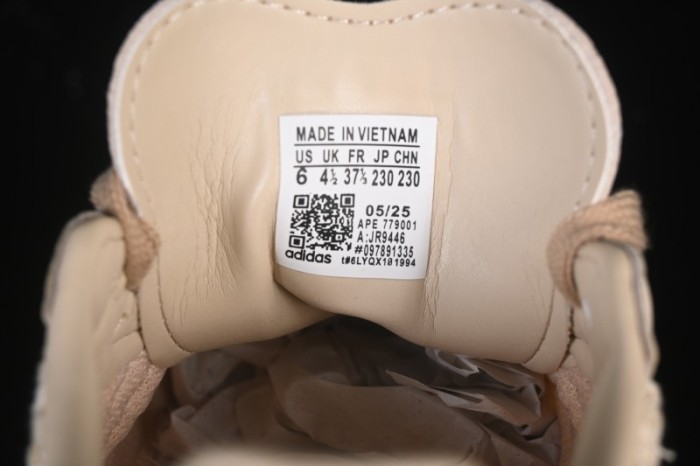 MADE IN VIETNAM
US UK FR JP CHN
6 4½ 37⅓ 230 230
05/25
APE 779001
A:JR9446
#097891335
adidas t#6LYQX101994